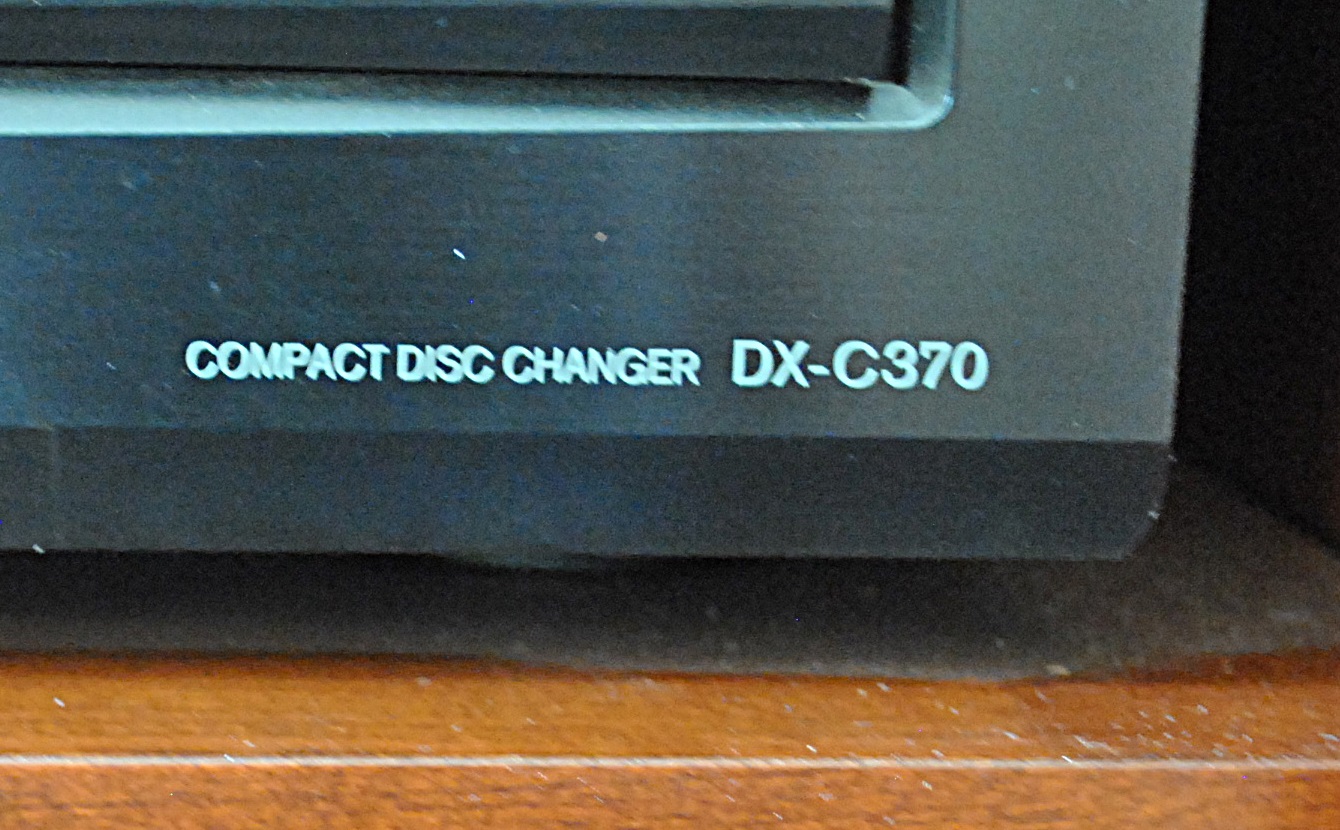 COMPACT DISC CHANGER DX-C370